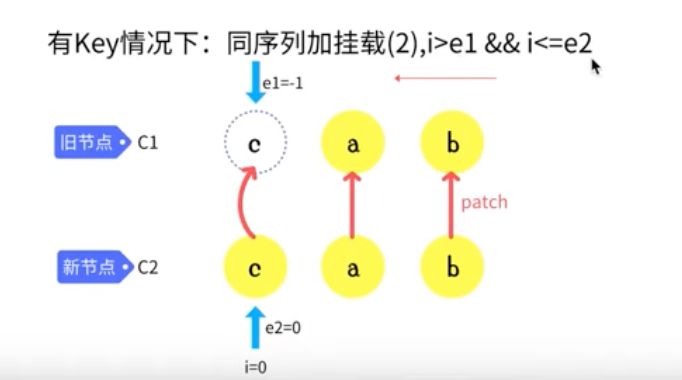 有Key情况下：同序列加挂载(2),i>e1 && i<=e2
e1=-1
旧节点 C1 c a b
patch
新节点 C2 c a b
e2=0
i=0